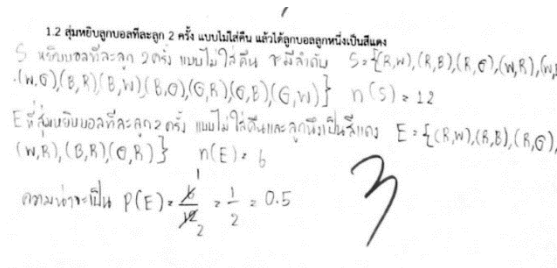 1.2 สุ่มหยิบลูกบอลทีละลูก 2 ครั้ง แบบไม่ใส่คืน แล้วได้ลูกบอลลูกหนึ่งเป็นสีแดง
S หยิบบอลทีละลูก 2 ครั้ง แบบไม่ใส่คืน จะมีลำดับ S = {(R,W),(R,B),(R,G),(W,R),(W,
(W,G),(B,R),(B,W),(B,G),(G,R),(G,B),(G,W)} n(S) = 12
E ที่สุ่มหยิบบอลทีละลูก 2 ครั้ง แบบไม่ใส่คืนและลูกนึงเป็นสีแดง E = {(R,W),(R,B),(R,G),
(W,R),(B,R),(G,R)} n(E) = 6
ความน่าจะเป็น P(E) = 6/12 = 1/2 = 0.5
3